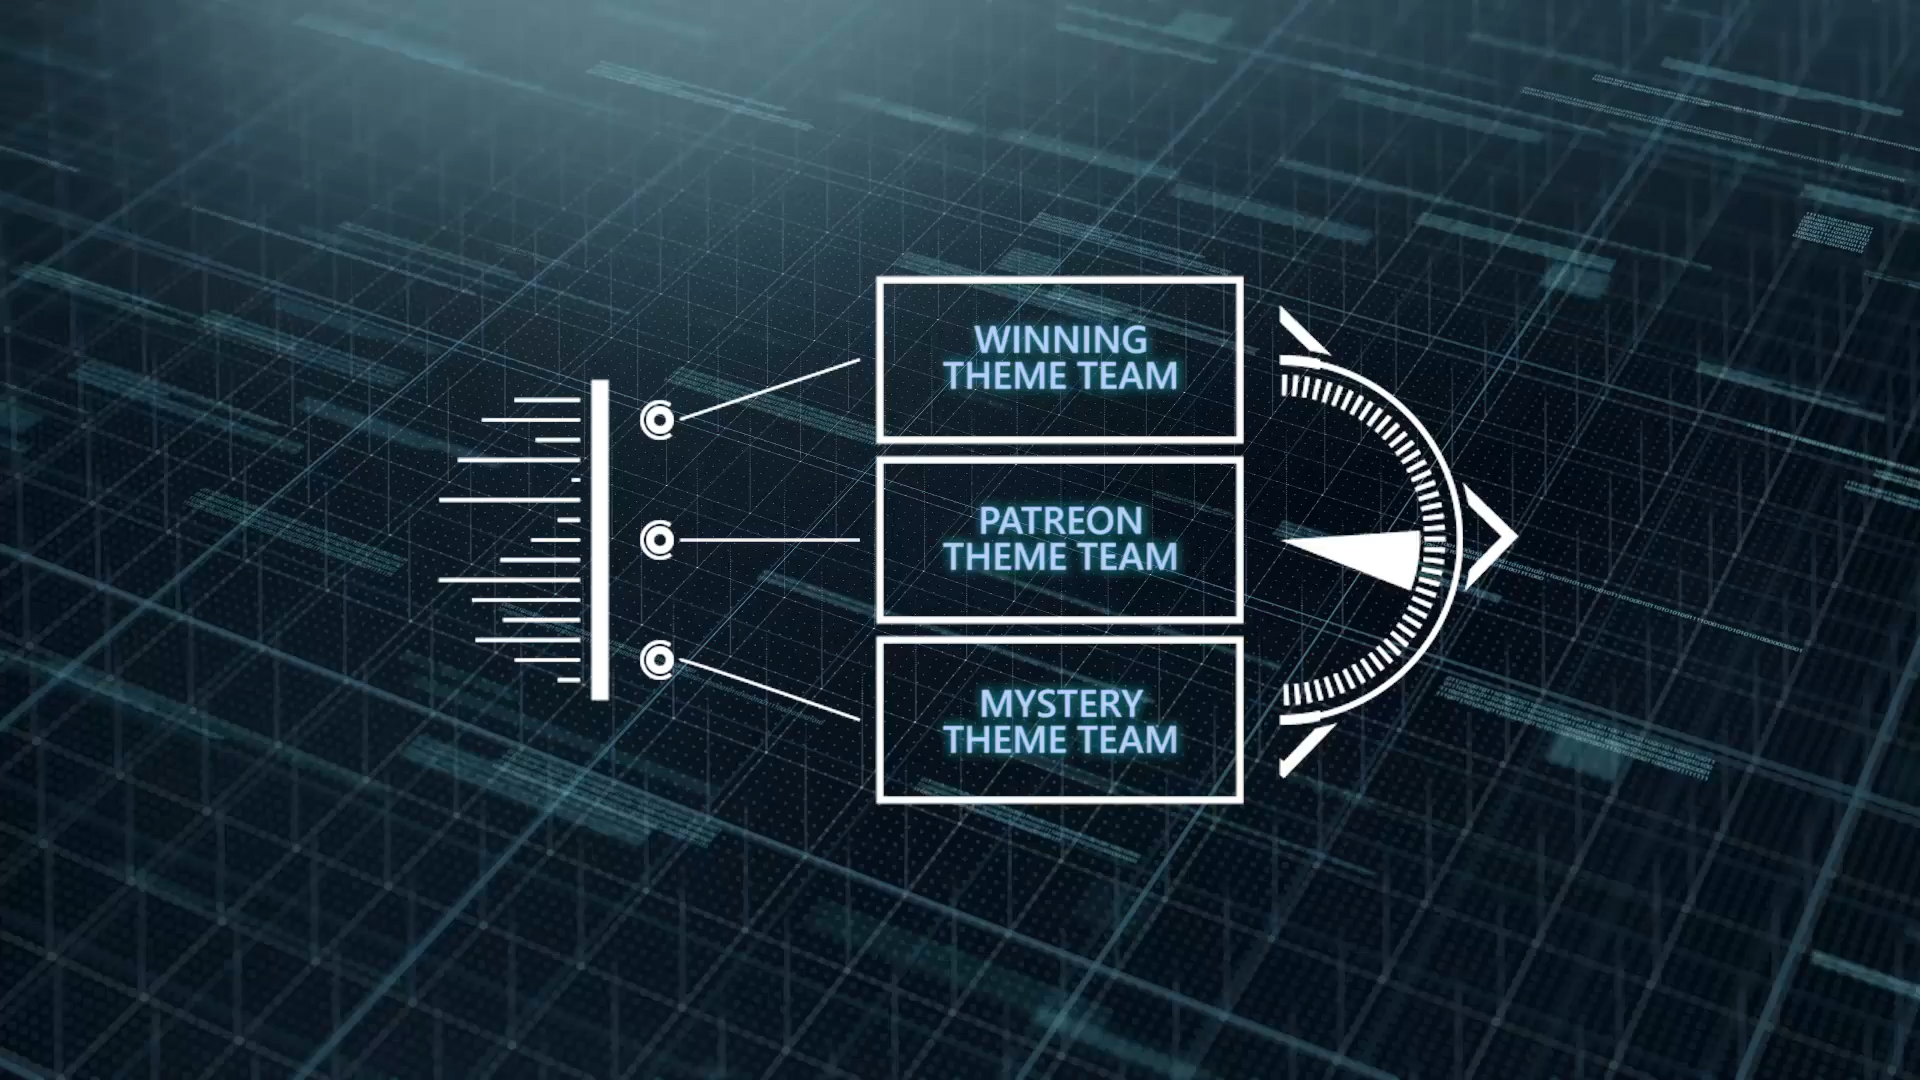 WINNING
THEME TEAM
PATREON
THEME TEAM
MYSTERY
THEME TEAM